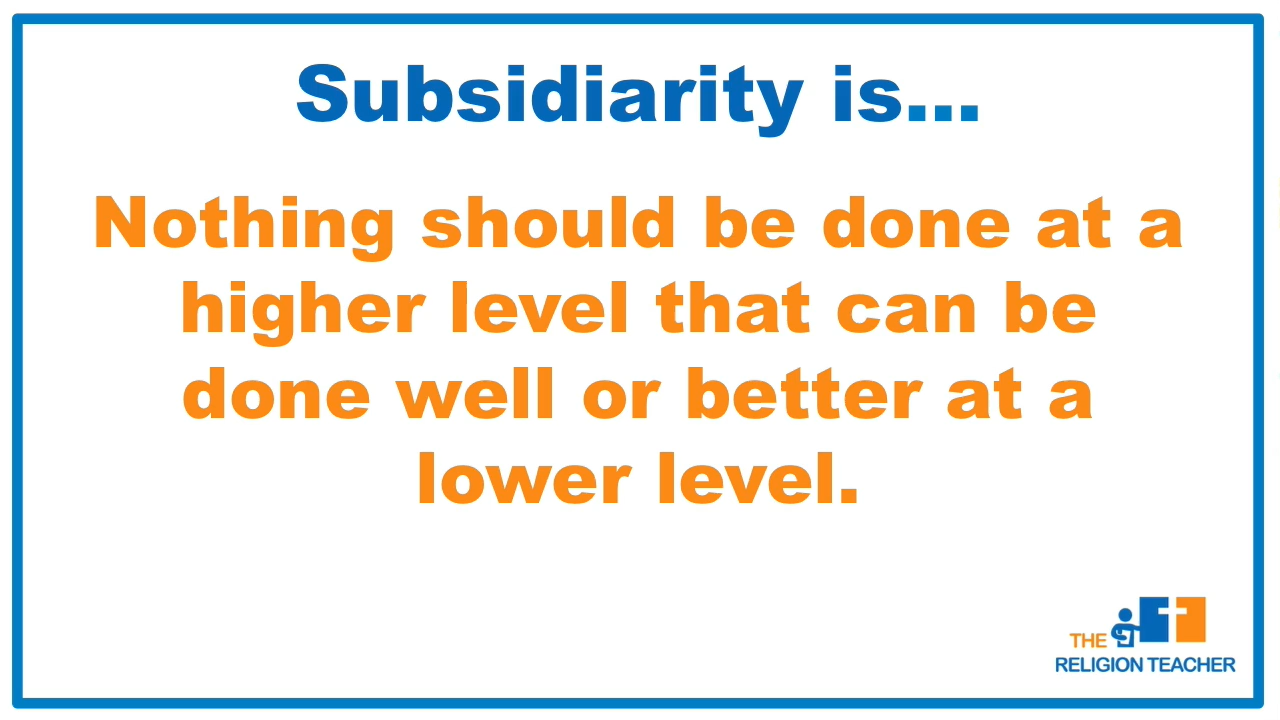 Subsidiarity is...
Nothing should be done at a
higher level that can be
done well or better at a
lower level.
THE
RELIGION TEACHER